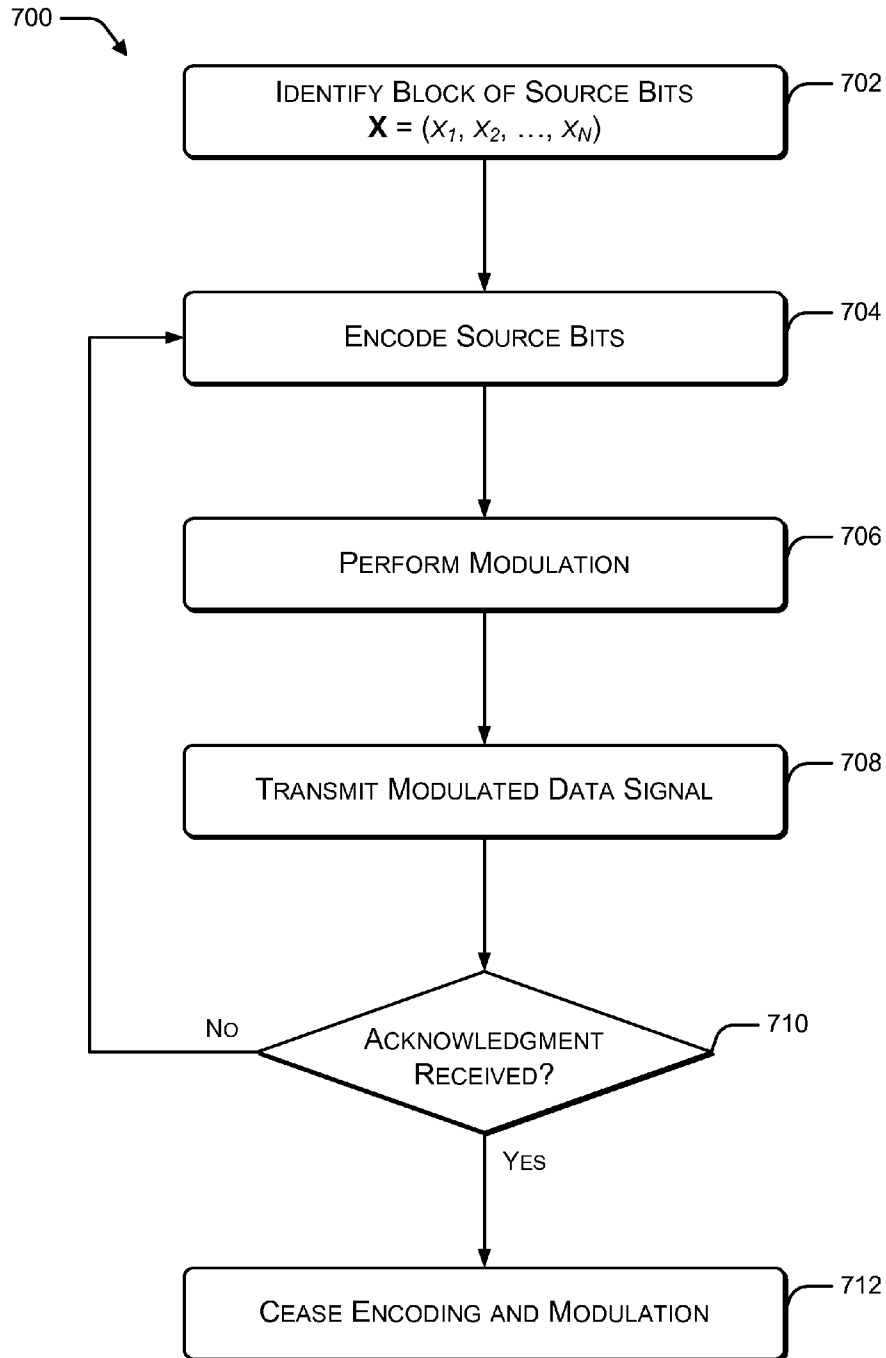 700
IDENTIFY BLOCK OF SOURCE BITS
X = (x1, x2, …, xN)
702
ENCODE SOURCE BITS
704
PERFORM MODULATION
706
TRANSMIT MODULATED DATA SIGNAL
708
ACKNOWLEDGMENT
RECEIVED?
710
NO
YES
CEASE ENCODING AND MODULATION
712